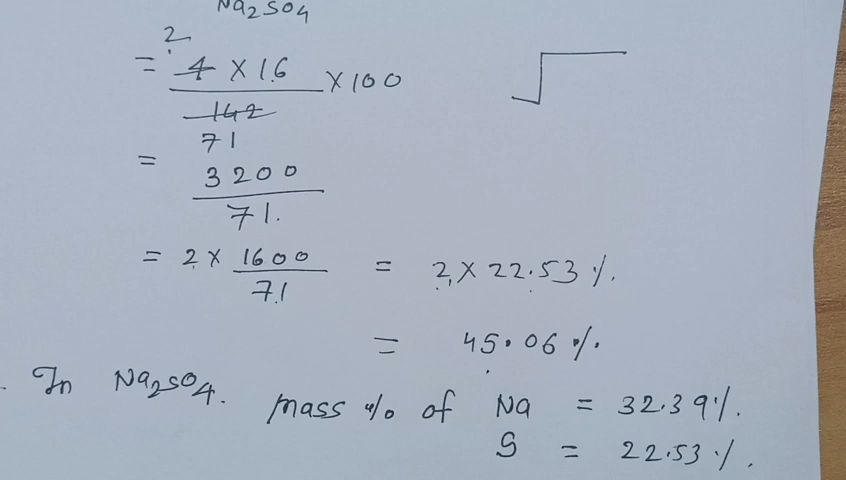 Na2SO4
2
= 4 × 16 × 100
142
71
= 3200
71.
= 2 × 1600 = 2 × 22.53 %.
71
= 45.06 %.
. In Na2SO4. mass % of Na = 32.39 %.
S = 22.53 %.